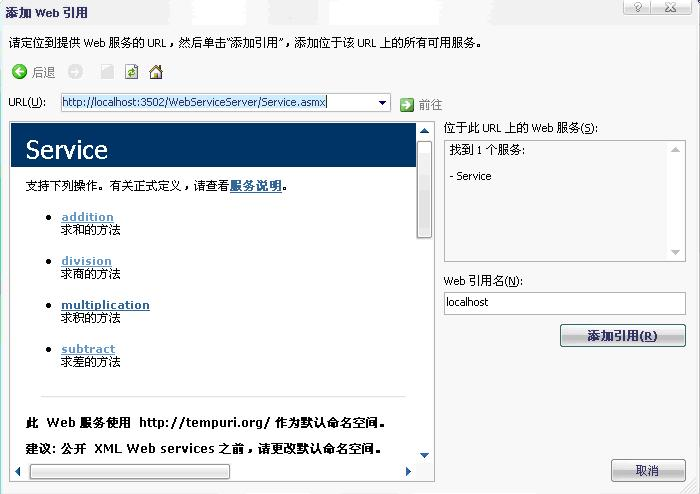 添加 Web 引用
请定位到提供 Web 服务的 URL，然后单击“添加引用”，添加位于该 URL 上的所有可用服务。
后退
URL(U):
http://localhost:3502/WebServiceServer/Service.asmx
前往
Service
支持下列操作。有关正式定义，请查看服务说明。
addition
求和的方法
division
求商的方法
multiplication
求积的方法
subtract
求差的方法
此 Web 服务使用 http://tempuri.org/ 作为默认命名空间。
建议: 公开 XML Web services 之前，请更改默认命名空间。
位于此 URL 上的 Web 服务(S):
找到 1 个服务:
- Service
Web 引用名(N):
localhost
添加引用(R)
取消